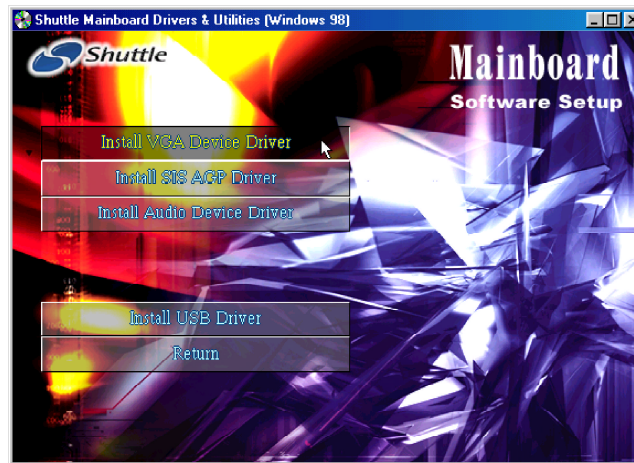 Shuttle Mainboard Drivers & Utilities (Windows 98)
Shuttle
Mainboard
Software Setup
Install VGA Device Driver
Install SIS AGP Driver
Install Audio Device Driver
Install USB Driver
Return